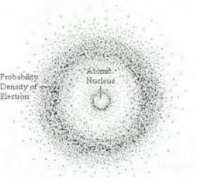 Atomic
Nucleus
Probability
Density of
Electron